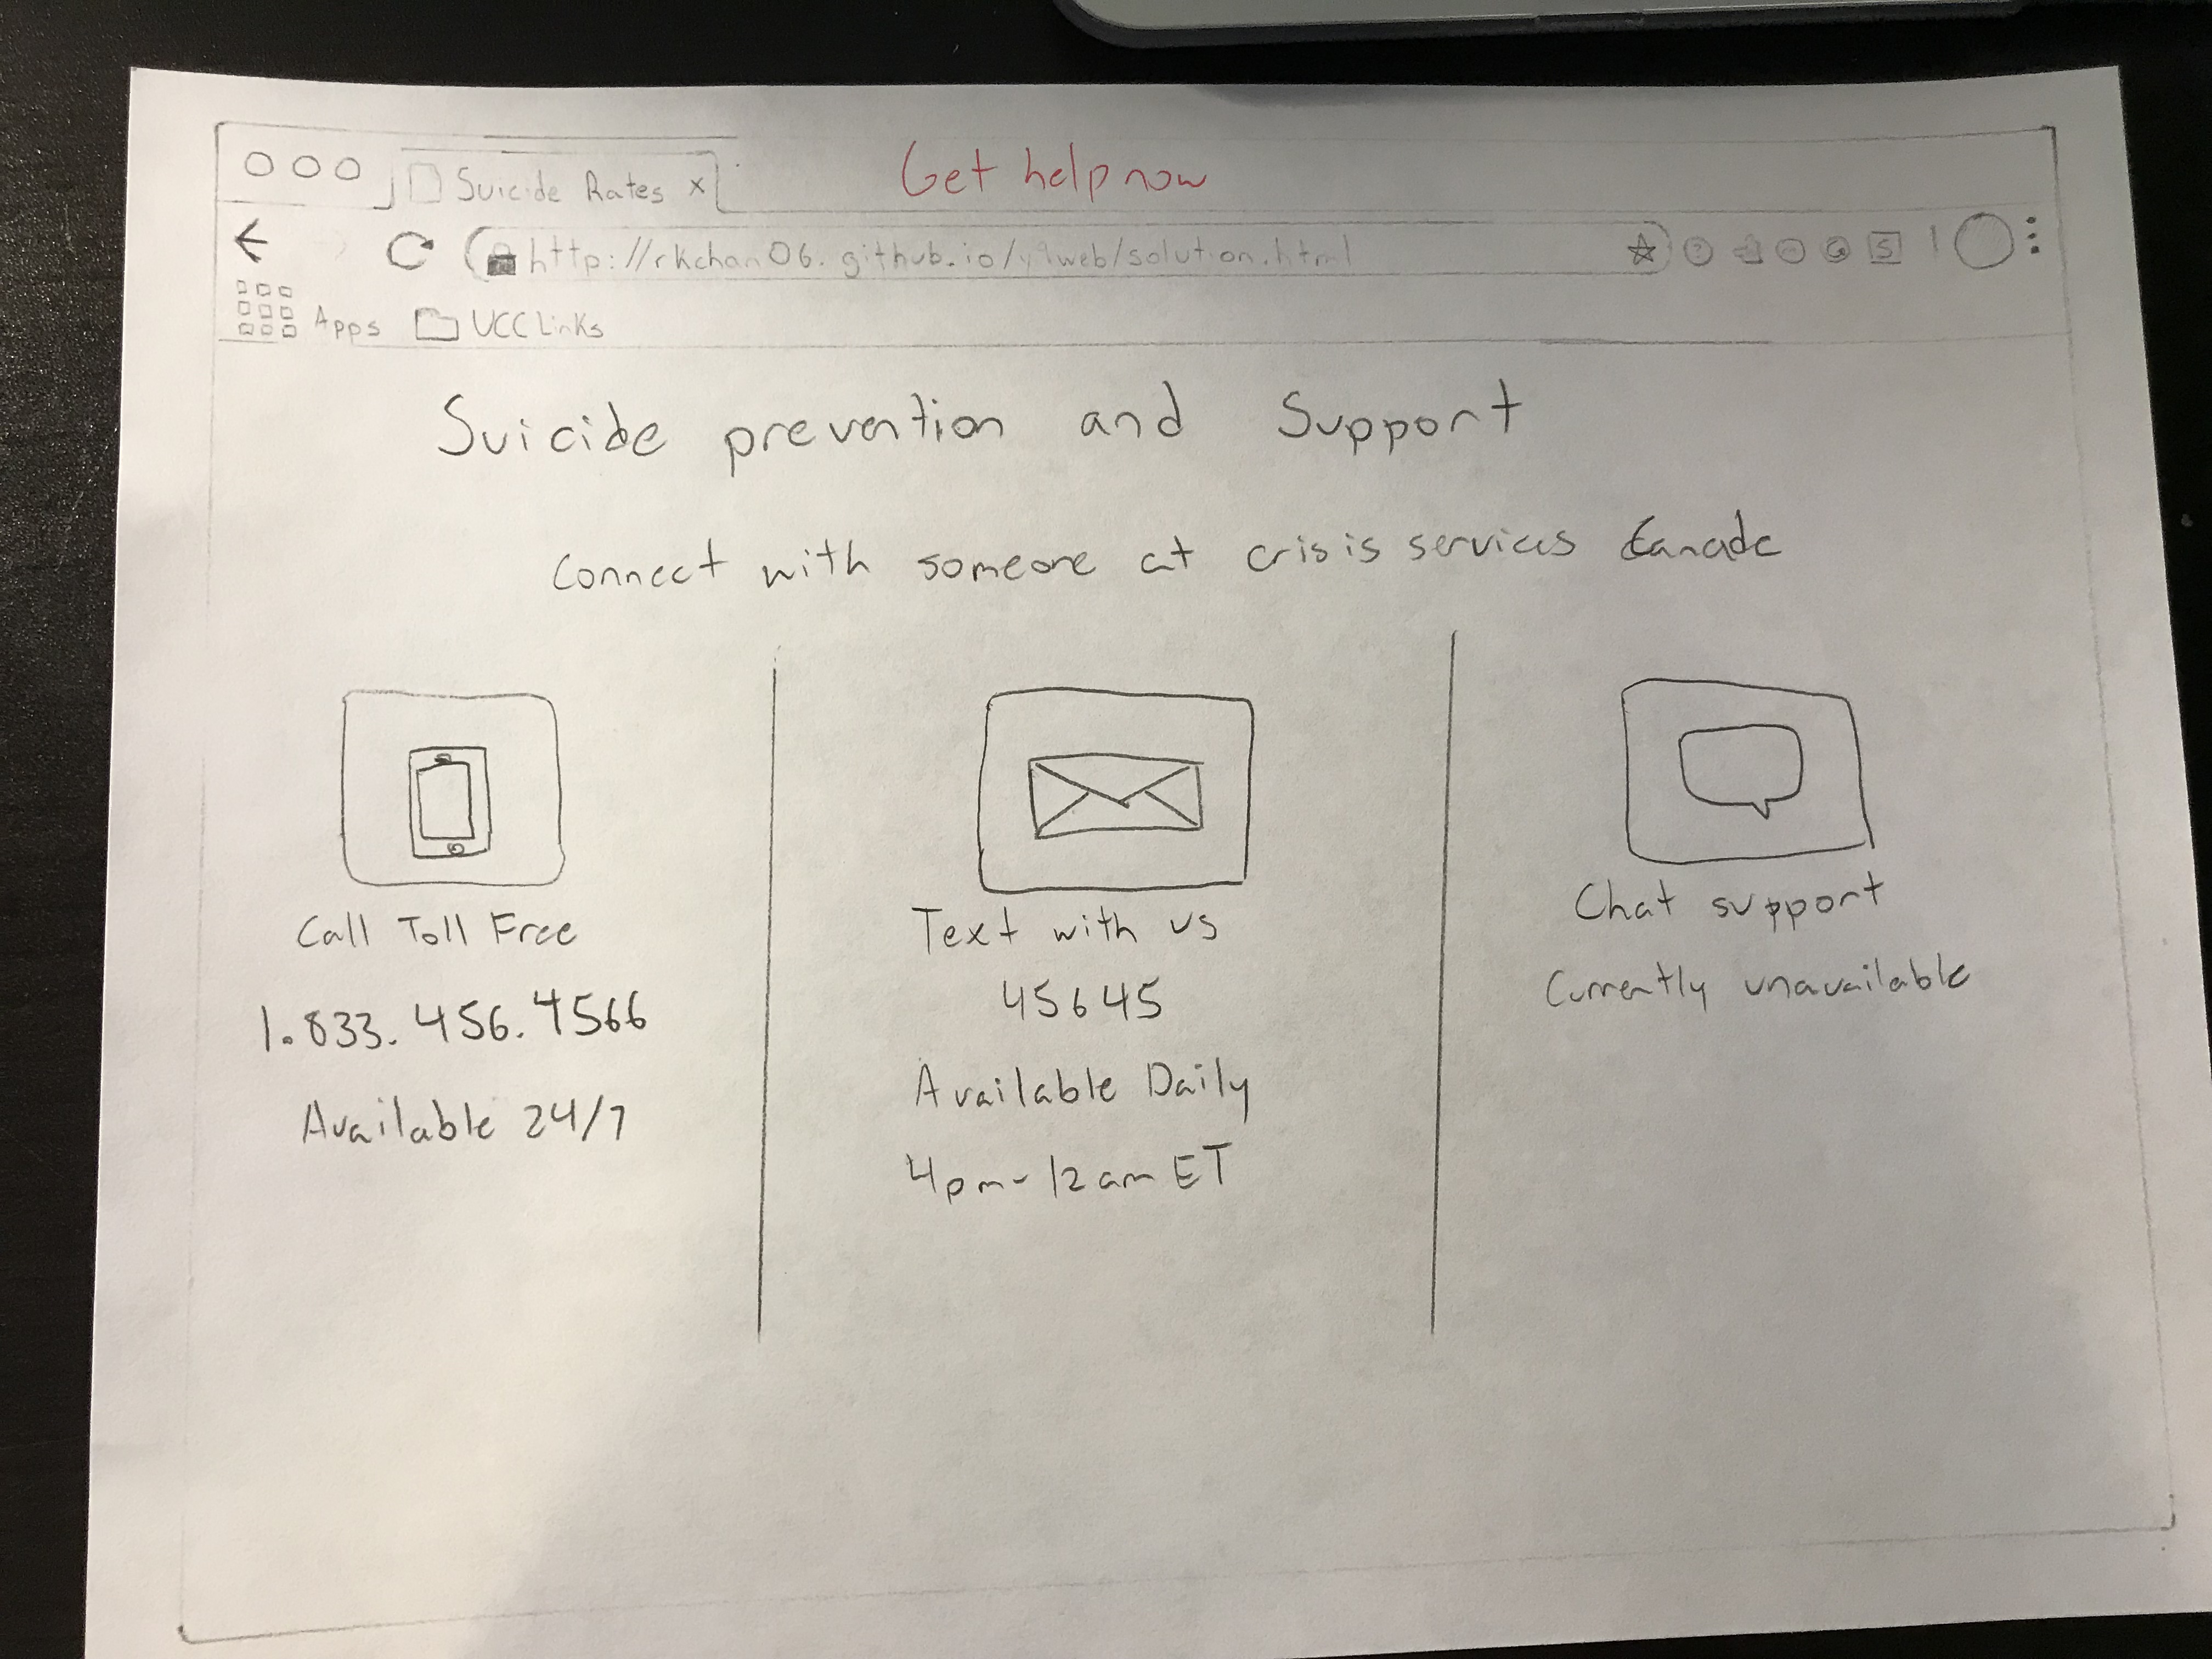 Get help now
Suicide Rates x
http://rkchan06.github.io/y9web/solution.html
S
Apps UCC Links
Suicide prevention and Support
Connect with someone at crisis services Canada
Call Toll Free
1.833.456.4566
Available 24/7
Text with us
45645
Available Daily
4pm-12am ET
Chat support
Currently unavailable